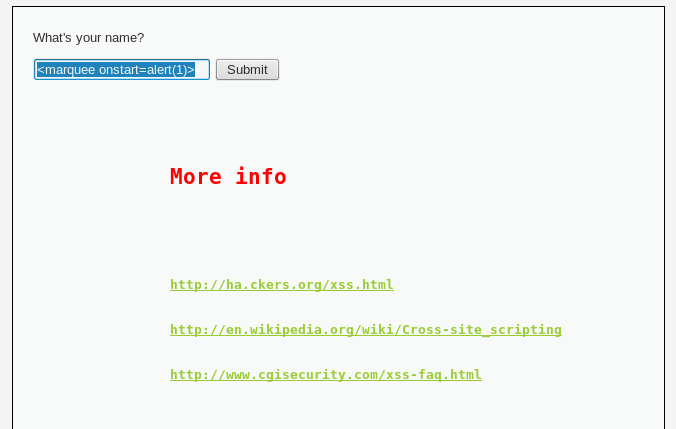 What's your name?
<marquee onstart=alert(1)> Submit
More info
http://ha.ckers.org/xss.html
http://en.wikipedia.org/wiki/Cross-site_scripting
http://www.cgisecurity.com/xss-faq.html